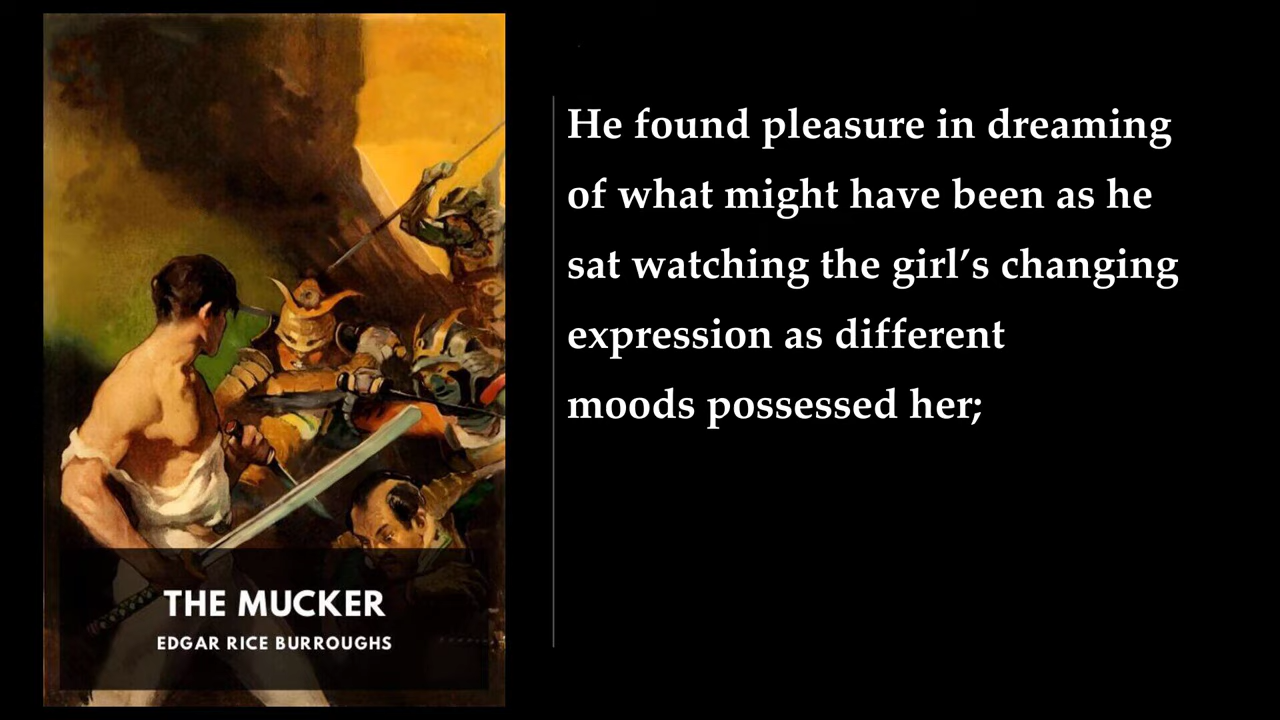 He found pleasure in dreaming
of what might have been as he
sat watching the girl’s changing
expression as different
moods possessed her;
THE MUCKER
EDGAR RICE BURROUGHS